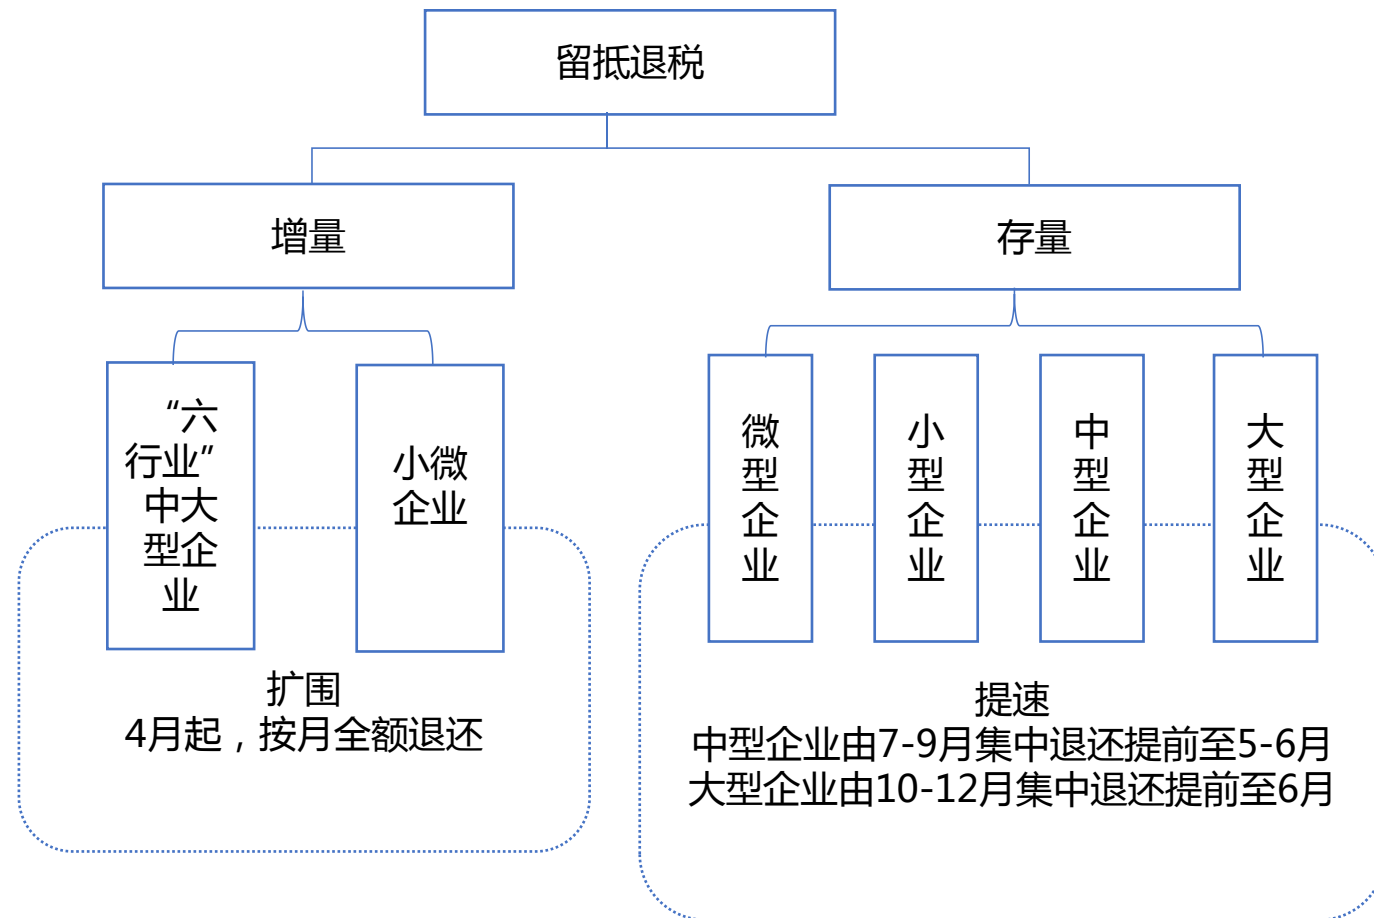 留抵退税
增量
存量
“六
行业”
中大
型企
业
小微
企业
微
型
企
业
小
型
企
业
中
型
企
业
大
型
企
业
扩围
4月起，按月全额退还
提速
中型企业由7-9月集中退还提前至5-6月
大型企业由10-12月集中退还提前至6月